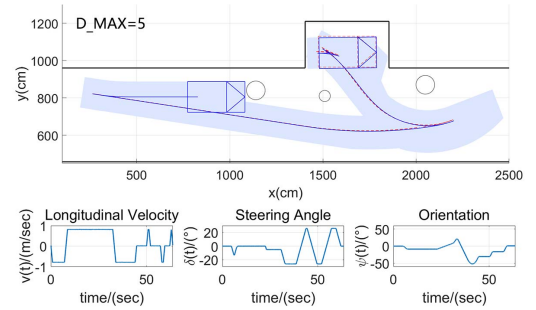 D_MAX=5
1200
1000
800
600
y(cm)
500
1000
1500
2000
2500
x(cm)
Longitudinal Velocity
1
0
-1
v(t)/(m/sec)
0
50
time/(sec)
Steering Angle
20
0
-20
δ(t)/(°)
0
50
time/(sec)
Orientation
50
0
-50
ψ(t)/(°)
0
50
time/(sec)